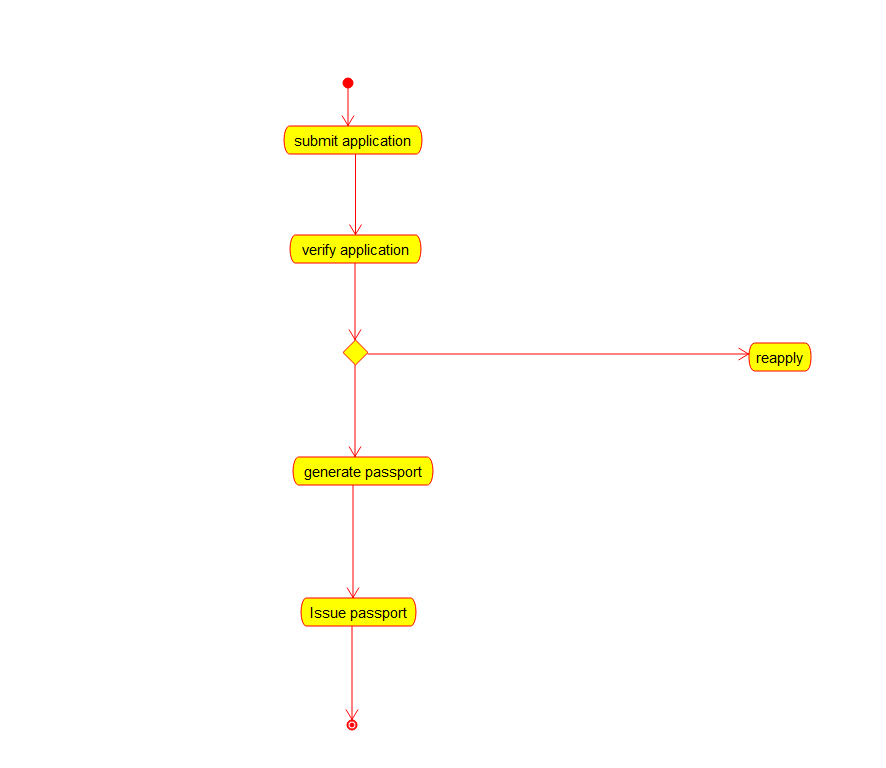 submit application
verify application
reapply
generate passport
Issue passport